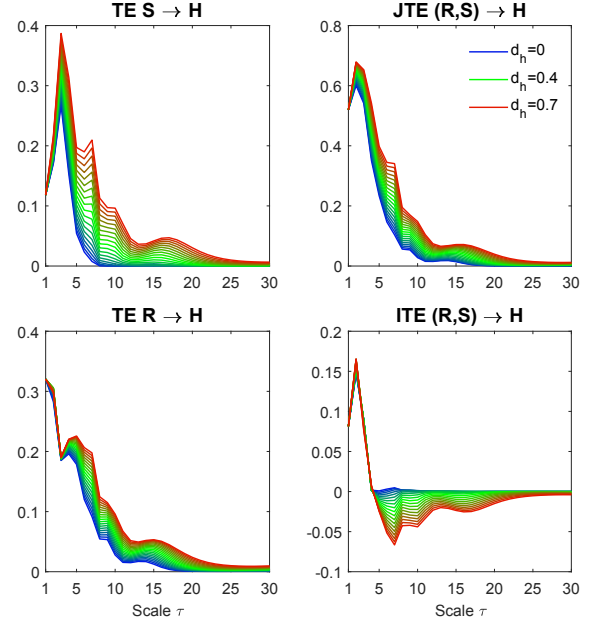 TE S → H
0.4
0.3
0.2
0.1
0
1 5 10 15 20 25 30
JTE (R,S) → H
0.8
0.6
0.4
0.2
0
1 5 10 15 20 25 30
d_h=0
d_h=0.4
d_h=0.7
TE R → H
0.4
0.3
0.2
0.1
0
1 5 10 15 20 25 30
Scale τ
ITE (R,S) → H
0.2
0.15
0.1
0.05
0
-0.05
-0.1
1 5 10 15 20 25 30
Scale τ